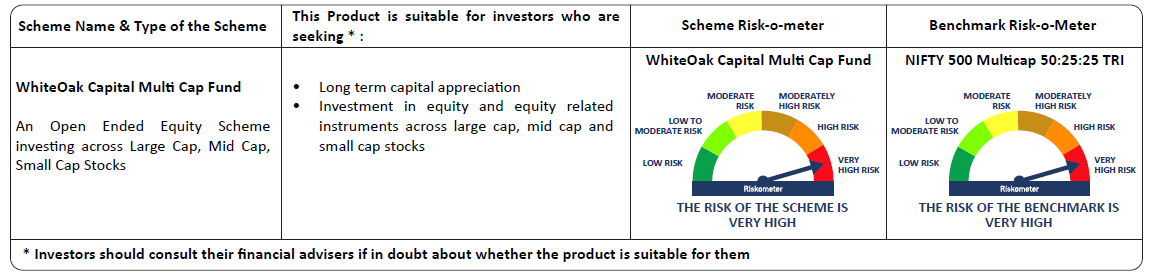 Scheme Name & Type of the Scheme
This Product is suitable for investors who are
seeking * :
Scheme Risk-o-meter
Benchmark Risk-o-Meter
WhiteOak Capital Multi Cap Fund
An Open Ended Equity Scheme
investing across Large Cap, Mid Cap,
Small Cap Stocks
• Long term capital appreciation
• Investment in equity and equity related
instruments across large cap, mid cap and
small cap stocks
WhiteOak Capital Multi Cap Fund
LOW RISK
LOW TO
MODERATE RISK
MODERATE
RISK
MODERATELY
HIGH RISK
HIGH RISK
VERY
HIGH RISK
Riskometer
THE RISK OF THE SCHEME IS
VERY HIGH
NIFTY 500 Multicap 50:25:25 TRI
LOW RISK
LOW TO
MODERATE RISK
MODERATE
RISK
MODERATELY
HIGH RISK
HIGH RISK
VERY
HIGH RISK
Riskometer
THE RISK OF THE BENCHMARK IS
VERY HIGH
* Investors should consult their financial advisers if in doubt about whether the product is suitable for them